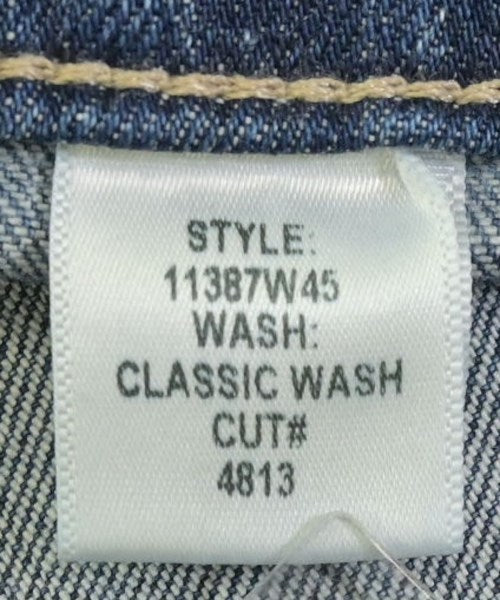 STYLE:
11387W45
WASH:
CLASSIC WASH
CUT#
4813